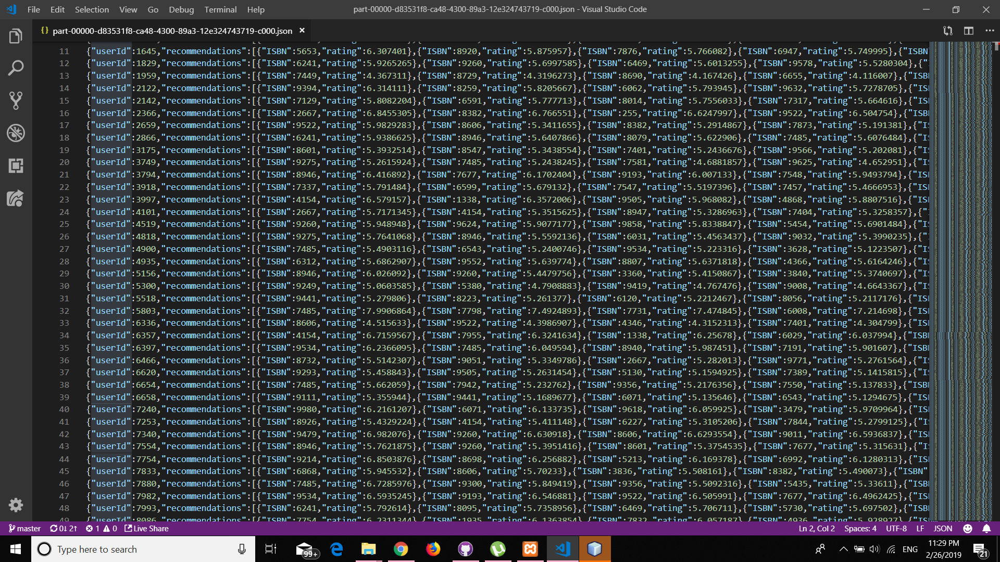 File Edit Selection View Go Debug Terminal Help part-00000-d83531f8-ca48-4300-89a3-12e324743719-c000.json - Visual Studio Code
{} part-00000-d83531f8-ca48-4300-89a3-12e324743719-c000.json ×
11 {"userId":1645,"recommendations":[{"ISBN":5653,"rating":6.307401},{"ISBN":8920,"rating":5.875957},{"ISBN":7876,"rating":5.766082},{"ISBN":6947,"rating":5.749995},{"ISBN
12 {"userId":1829,"recommendations":[{"ISBN":6241,"rating":5.9265265},{"ISBN":9260,"rating":5.6997585},{"ISBN":6469,"rating":5.6013255},{"ISBN":9578,"rating":5.5280304},{"
13 {"userId":1959,"recommendations":[{"ISBN":7449,"rating":4.367311},{"ISBN":8729,"rating":4.3196273},{"ISBN":8690,"rating":4.167426},{"ISBN":6655,"rating":4.116007},{"ISB
14 {"userId":2122,"recommendations":[{"ISBN":9394,"rating":6.314111},{"ISBN":8259,"rating":5.8205667},{"ISBN":6062,"rating":5.793945},{"ISBN":9632,"rating":5.7278705},{"IS
15 {"userId":2142,"recommendations":[{"ISBN":7129,"rating":5.8082204},{"ISBN":6591,"rating":5.777713},{"ISBN":8014,"rating":5.7556033},{"ISBN":7317,"rating":5.664616},{"IS
16 {"userId":2366,"recommendations":[{"ISBN":2667,"rating":6.8455305},{"ISBN":8382,"rating":6.766551},{"ISBN":255,"rating":6.6247997},{"ISBN":9522,"rating":6.504754},{"ISB
17 {"userId":2659,"recommendations":[{"ISBN":9522,"rating":5.9829283},{"ISBN":8606,"rating":5.3411655},{"ISBN":8382,"rating":5.2914867},{"ISBN":7873,"rating":5.191381},{"I
18 {"userId":2866,"recommendations":[{"ISBN":6241,"rating":5.9386625},{"ISBN":8946,"rating":5.6407866},{"ISBN":8079,"rating":5.622906},{"ISBN":7485,"rating":5.6076484},{"I
19 {"userId":3175,"recommendations":[{"ISBN":8601,"rating":5.3932514},{"ISBN":8547,"rating":5.3438554},{"ISBN":7401,"rating":5.2436676},{"ISBN":9566,"rating":5.202081},{"I
20 {"userId":3749,"recommendations":[{"ISBN":9275,"rating":5.2615924},{"ISBN":7485,"rating":5.2438245},{"ISBN":7581,"rating":4.6881857},{"ISBN":9625,"rating":4.652951},{"I
21 {"userId":3794,"recommendations":[{"ISBN":8946,"rating":6.416892},{"ISBN":7677,"rating":6.1702404},{"ISBN":9193,"rating":6.007133},{"ISBN":7548,"rating":5.9493794},{"IS
22 {"userId":3918,"recommendations":[{"ISBN":7337,"rating":5.791484},{"ISBN":6599,"rating":5.679132},{"ISBN":7547,"rating":5.5197396},{"ISBN":7457,"rating":5.4666953},{"IS
23 {"userId":3997,"recommendations":[{"ISBN":4154,"rating":6.579157},{"ISBN":1338,"rating":6.3572006},{"ISBN":9505,"rating":5.968082},{"ISBN":4868,"rating":5.8807516},{"IS
24 {"userId":4101,"recommendations":[{"ISBN":2667,"rating":5.7171345},{"ISBN":4154,"rating":5.3515625},{"ISBN":8947,"rating":5.3286963},{"ISBN":7404,"rating":5.3258357},{"
25 {"userId":4519,"recommendations":[{"ISBN":9260,"rating":5.948948},{"ISBN":9624,"rating":5.9077177},{"ISBN":9858,"rating":5.8338847},{"ISBN":5454,"rating":5.6901484},{"I
26 {"userId":4818,"recommendations":[{"ISBN":9275,"rating":5.7641068},{"ISBN":8946,"rating":5.5592136},{"ISBN":6031,"rating":5.4563437},{"ISBN":9032,"rating":5.3990235},{"
27 {"userId":4900,"recommendations":[{"ISBN":7485,"rating":5.4903116},{"ISBN":6543,"rating":5.2400746},{"ISBN":9534,"rating":5.223316},{"ISBN":3628,"rating":5.1223507},{"I
28 {"userId":4935,"recommendations":[{"ISBN":6312,"rating":5.6862907},{"ISBN":9552,"rating":5.639774},{"ISBN":8807,"rating":5.6371818},{"ISBN":4366,"rating":5.6164246},{"I
29 {"userId":5156,"recommendations":[{"ISBN":8946,"rating":6.026092},{"ISBN":9260,"rating":5.4479756},{"ISBN":3360,"rating":5.4150867},{"ISBN":3840,"rating":5.3740697},{"I
30 {"userId":5300,"recommendations":[{"ISBN":9249,"rating":5.0603585},{"ISBN":5380,"rating":4.7908883},{"ISBN":9419,"rating":4.767476},{"ISBN":9008,"rating":4.6643367},{"I
31 {"userId":5518,"recommendations":[{"ISBN":9441,"rating":5.279806},{"ISBN":8223,"rating":5.261377},{"ISBN":6120,"rating":5.2212467},{"ISBN":8056,"rating":5.2117176},{"IS
32 {"userId":5803,"recommendations":[{"ISBN":7485,"rating":7.9906864},{"ISBN":7798,"rating":7.4924893},{"ISBN":7731,"rating":7.474845},{"ISBN":6008,"rating":7.214698},{"IS
33 {"userId":6336,"recommendations":[{"ISBN":8606,"rating":4.515633},{"ISBN":9522,"rating":4.3986907},{"ISBN":4346,"rating":4.3152313},{"ISBN":7401,"rating":4.304799},{"IS
34 {"userId":6357,"recommendations":[{"ISBN":4154,"rating":6.7159567},{"ISBN":7955,"rating":6.3241634},{"ISBN":1338,"rating":6.25678},{"ISBN":6029,"rating":6.037994},{"ISB
35 {"userId":6397,"recommendations":[{"ISBN":9534,"rating":6.2366095},{"ISBN":7485,"rating":6.049594},{"ISBN":8940,"rating":5.987451},{"ISBN":7191,"rating":5.901607},{"ISB
36 {"userId":6466,"recommendations":[{"ISBN":8732,"rating":5.5142307},{"ISBN":9051,"rating":5.3349786},{"ISBN":2667,"rating":5.282013},{"ISBN":9771,"rating":5.2761564},{"I
37 {"userId":6620,"recommendations":[{"ISBN":9293,"rating":5.458843},{"ISBN":9505,"rating":5.2631454},{"ISBN":5130,"rating":5.1594925},{"ISBN":7389,"rating":5.1415815},{"I
38 {"userId":6654,"recommendations":[{"ISBN":7485,"rating":5.662059},{"ISBN":7942,"rating":5.232762},{"ISBN":9356,"rating":5.2176356},{"ISBN":7550,"rating":5.137833},{"ISB
39 {"userId":6658,"recommendations":[{"ISBN":9111,"rating":5.355944},{"ISBN":9441,"rating":5.1689677},{"ISBN":6071,"rating":5.135646},{"ISBN":6543,"rating":5.1294675},{"IS
40 {"userId":7240,"recommendations":[{"ISBN":9980,"rating":6.2161207},{"ISBN":6071,"rating":6.133735},{"ISBN":9618,"rating":6.059925},{"ISBN":3479,"rating":5.9709964},{"IS
41 {"userId":7253,"recommendations":[{"ISBN":8926,"rating":5.4329224},{"ISBN":4154,"rating":5.411148},{"ISBN":6227,"rating":5.3105206},{"ISBN":7844,"rating":5.2799125},{"I
42 {"userId":7340,"recommendations":[{"ISBN":9479,"rating":6.982076},{"ISBN":9260,"rating":6.630918},{"ISBN":8606,"rating":6.6293554},{"ISBN":9011,"rating":6.5936837},{"IS
43 {"userId":7554,"recommendations":[{"ISBN":8946,"rating":5.7621875},{"ISBN":9260,"rating":5.3951416},{"ISBN":8601,"rating":5.3754535},{"ISBN":7677,"rating":5.315631},{"I
44 {"userId":7754,"recommendations":[{"ISBN":9214,"rating":6.8503876},{"ISBN":8698,"rating":6.256882},{"ISBN":5213,"rating":6.169378},{"ISBN":6992,"rating":6.1280313},{"IS
45 {"userId":7833,"recommendations":[{"ISBN":6868,"rating":5.945532},{"ISBN":8606,"rating":5.70233},{"ISBN":3836,"rating":5.508161},{"ISBN":8382,"rating":5.490073},{"ISBN"
46 {"userId":7880,"recommendations":[{"ISBN":7485,"rating":6.7285976},{"ISBN":9300,"rating":5.849419},{"ISBN":9356,"rating":5.5092316},{"ISBN":5435,"rating":5.33611},{"ISB
47 {"userId":7982,"recommendations":[{"ISBN":9534,"rating":6.5935245},{"ISBN":9193,"rating":6.546881},{"ISBN":9522,"rating":6.505991},{"ISBN":7677,"rating":6.4962425},{"IS
48 {"userId":7993,"recommendations":[{"ISBN":6241,"rating":5.792614},{"ISBN":8095,"rating":5.7358956},{"ISBN":6469,"rating":5.706711},{"ISBN":5730,"rating":5.697502},{"ISB
49 {"userId":8086,"recommendations":[{"ISBN":7754,"rating":6.2311344},{"ISBN":1935,"rating":6.1363854},{"ISBN":7832,"rating":6.057187},{"ISBN":4936,"rating":5.928927},{"IS
master 0↓ 2↑ 1 0 Live Share Ln 2, Col 2 Spaces: 4 UTF-8 LF JSON
Type here to search 99+ ENG 11:29 PM
2/26/2019 21